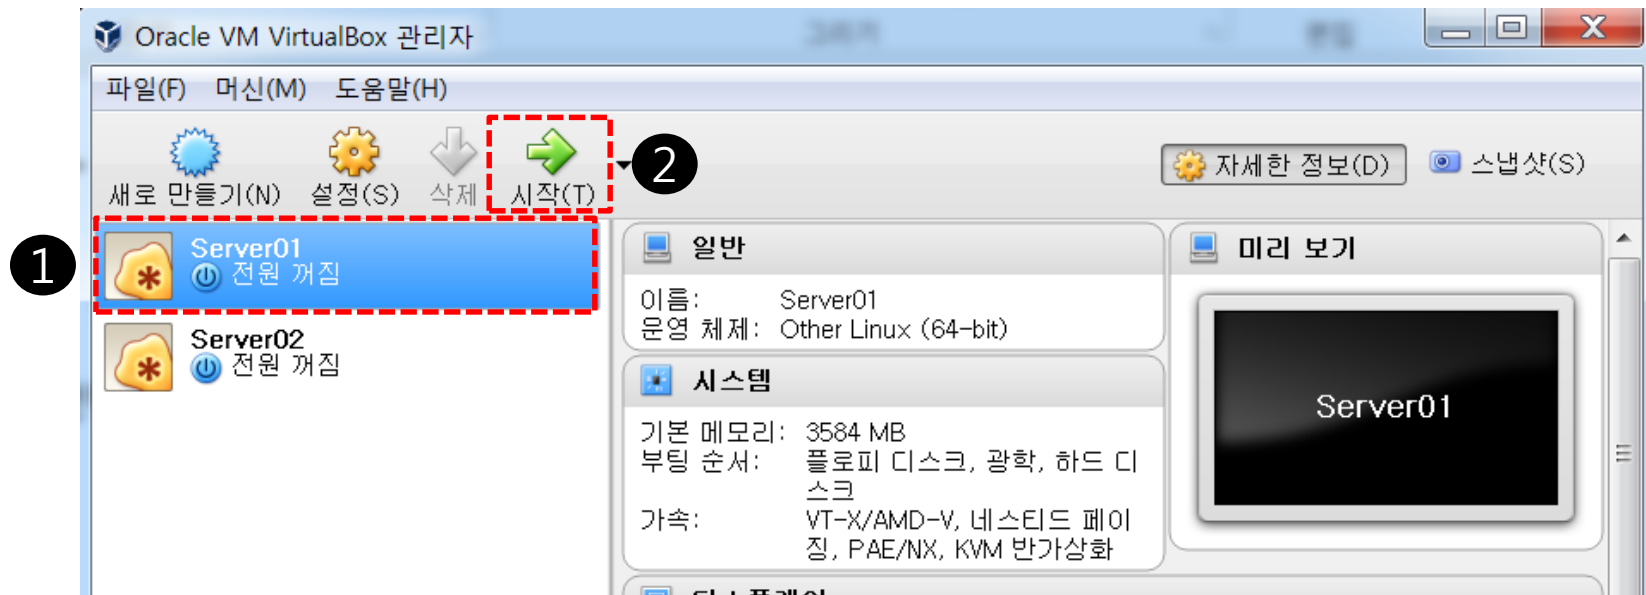 Oracle VM VirtualBox 관리자
파일(F) 머신(M) 도움말(H)
새로 만들기(N) 설정(S) 삭제 시작(T)
2
자세한 정보(D) 스냅샷(S)
1
Server01
전원 꺼짐
Server02
전원 꺼짐
일반
이름: Server01
운영 체제: Other Linux (64-bit)
시스템
기본 메모리: 3584 MB
부팅 순서: 플로피 디스크, 광학, 하드 디
스크
가속: VT-X/AMD-V, 네스티드 페이
징, PAE/NX, KVM 반가상화
디스플레이
미리 보기
Server01